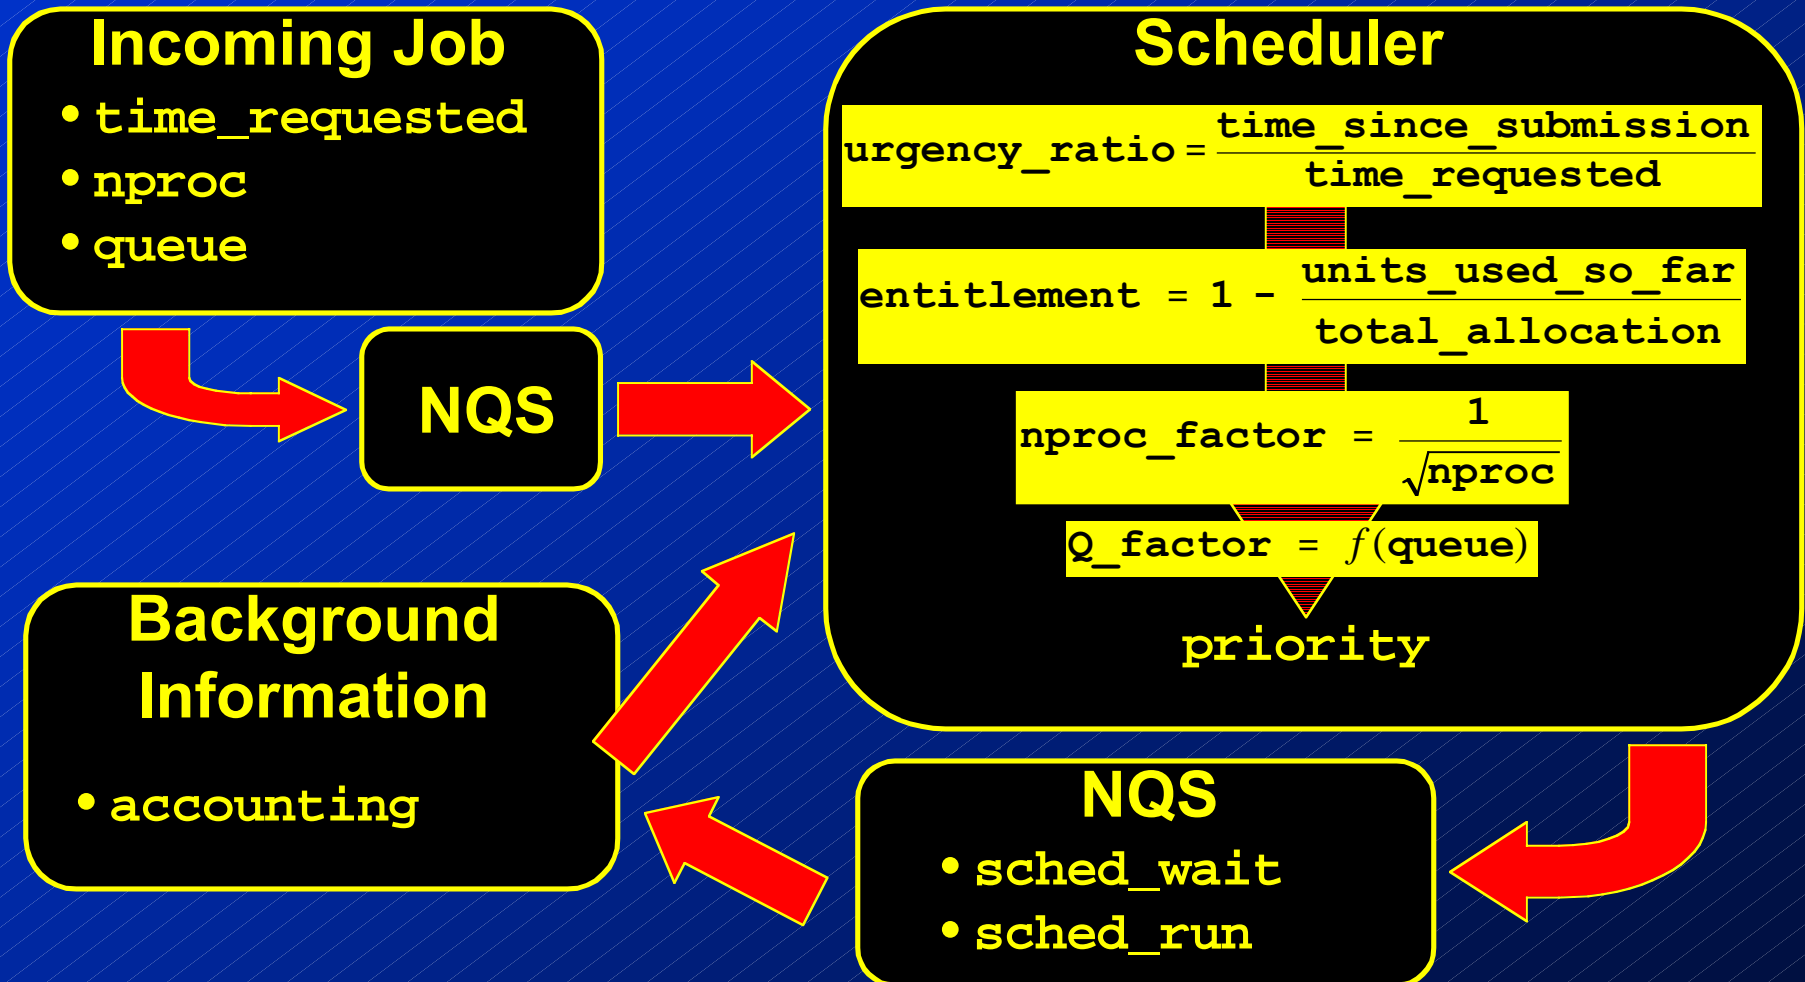 Incoming Job
• time_requested
• nproc
• queue
NQS
Scheduler
urgency_ratio = time_since_submission / time_requested
entitlement = 1 - units_used_so_far / total_allocation
nproc_factor = 1 / √nproc
Q_factor = f(queue)
priority
Background
Information
• accounting
NQS
• sched_wait
• sched_run